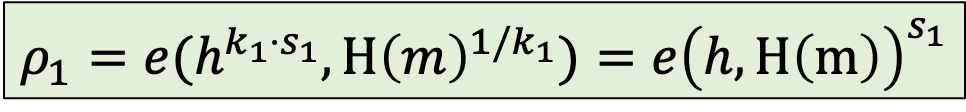 ρ₁ = e(h^{k₁·s₁}, H(m)^{1/k₁}) = e(h, H(m))^{s₁}